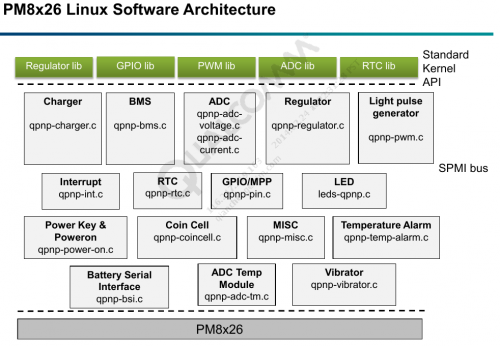 PM8x26 Linux Software Architecture
Regulator lib
GPIO lib
PWM lib
ADC lib
RTC lib
Standard
Kernel
API
Charger
qpnp-charger.c
BMS
qpnp-bms.c
ADC
qpnp-adc-
voltage.c
qpnp-adc-
current.c
Regulator
qpnp-regulator.c
Light pulse
generator
qpnp-pwm.c
SPMI bus
Interrupt
qpnp-int.c
RTC
qpnp-rtc.c
GPIO/MPP
qpnp-pin.c
LED
leds-qpnp.c
Power Key &
Poweron
qpnp-power-on.c
Coin Cell
qpnp-coincell.c
MISC
qpnp-misc.c
Temperature Alarm
qpnp-temp-alarm.c
Battery Serial
Interface
qpnp-bsi.c
ADC Temp
Module
qpnp-adc-tm.c
Vibrator
qpnp-vibrator.c
PM8x26
QUALCOMM